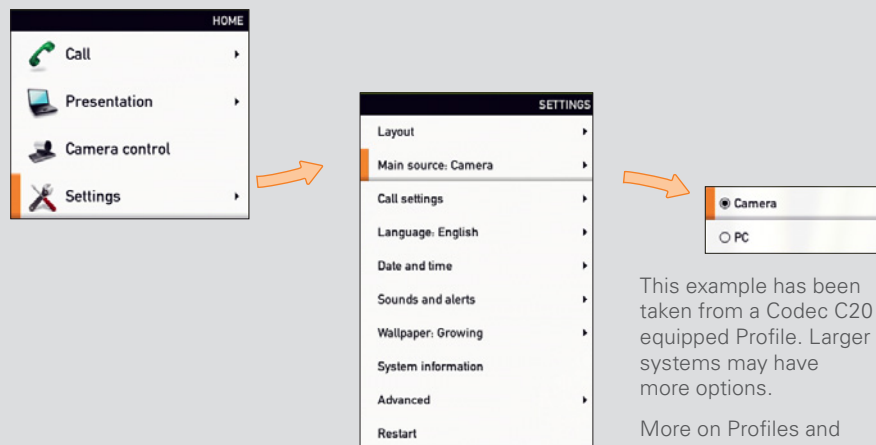 HOME
Call
Presentation
Camera control
Settings
SETTINGS
Layout
Main source: Camera
Call settings
Language: English
Date and time
Sounds and alerts
Wallpaper: Growing
System information
Advanced
Restart
Camera
PC
This example has been
taken from a Codec C20
equipped Profile. Larger
systems may have
more options.
More on Profiles and